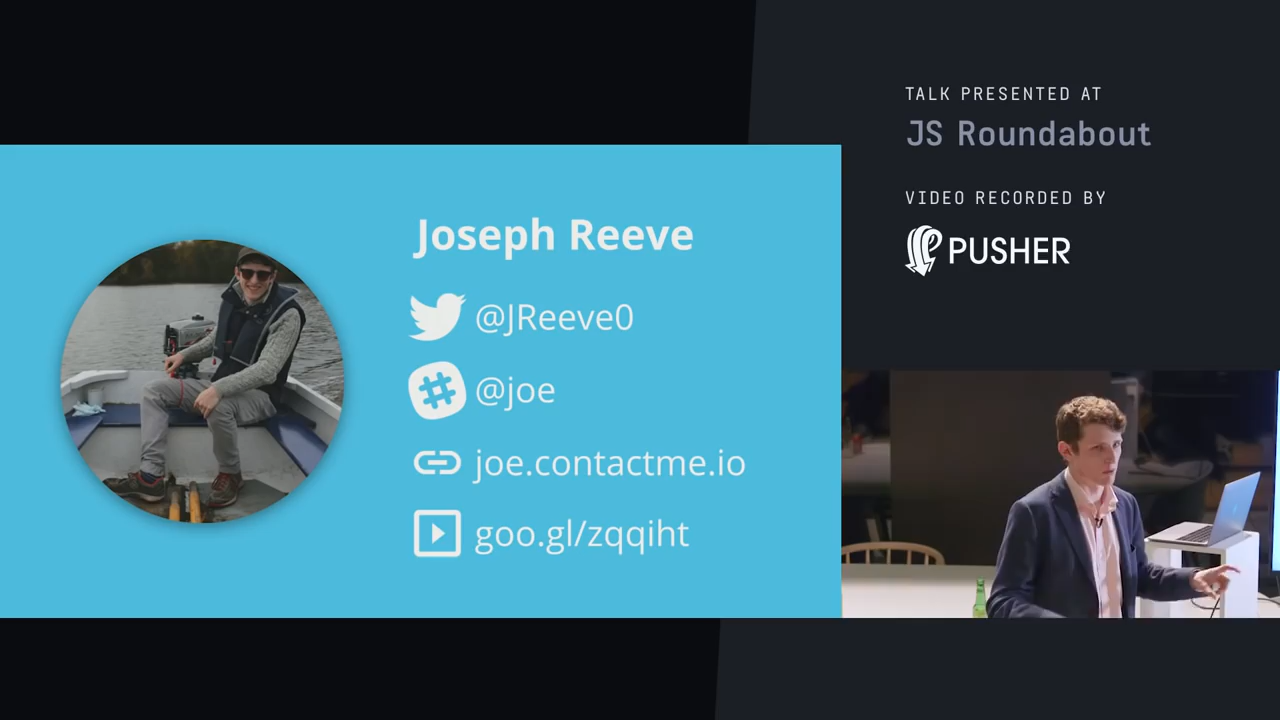 Joseph Reeve
@JReeve0
@joe
joe.contactme.io
goo.gl/zqqiht
TALK PRESENTED AT
JS Roundabout
VIDEO RECORDED BY
PUSHER